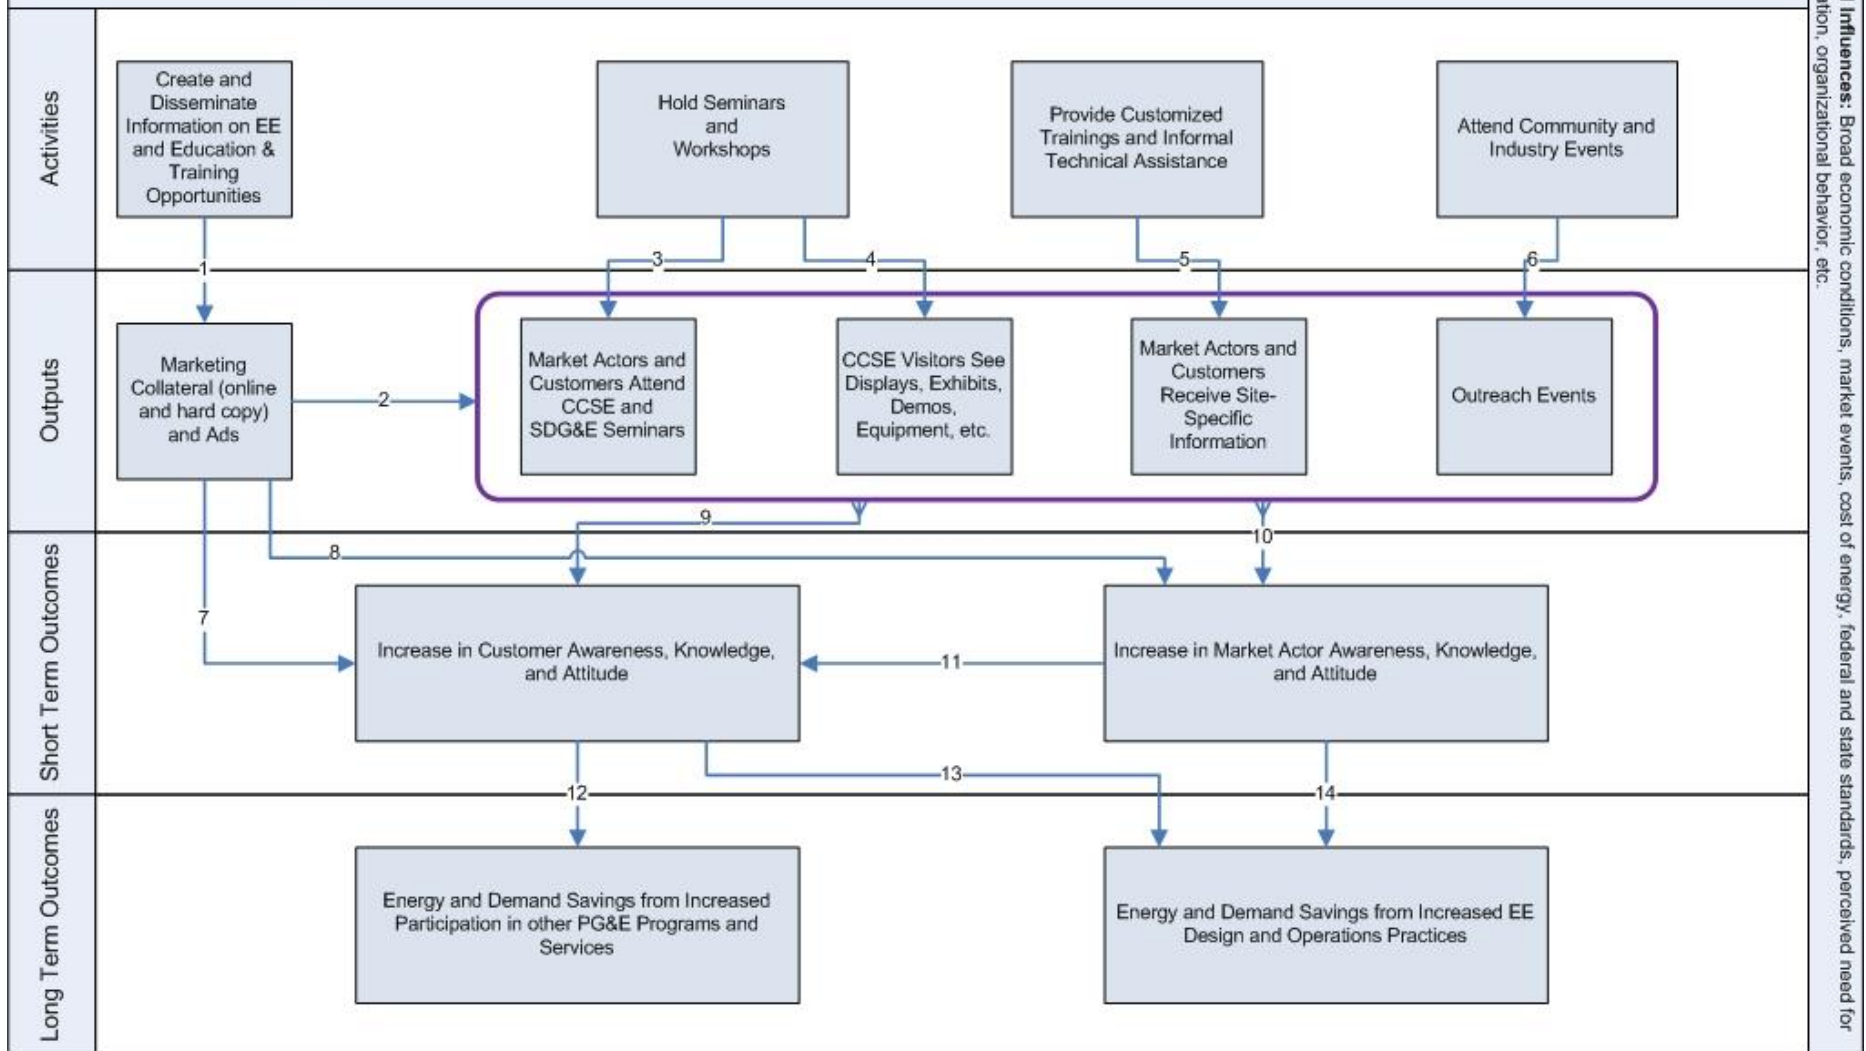 Activities
Create and
Disseminate
Information on EE
and Education &
Training
Opportunities
Hold Seminars
and
Workshops
Provide Customized
Trainings and Informal
Technical Assistance
Attend Community and
Industry Events
1
3
4
5
6
Outputs
Marketing
Collateral (online
and hard copy)
and Ads
2
Market Actors and
Customers Attend
CCSE and
SDG&E Seminars
CCSE Visitors See
Displays, Exhibits,
Demos,
Equipment, etc.
Market Actors and
Customers
Receive Site-
Specific
Information
Outreach Events
9
10
8
7
Short Term Outcomes
Increase in Customer Awareness, Knowledge,
and Attitude
11
Increase in Market Actor Awareness, Knowledge,
and Attitude
12
13
14
Long Term Outcomes
Energy and Demand Savings from Increased
Participation in other PG&E Programs and
Services
Energy and Demand Savings from Increased EE
Design and Operations Practices
Influences: Broad economic conditions, market events, cost of energy, federal and state standards, perceived need for
organizational behavior, etc.